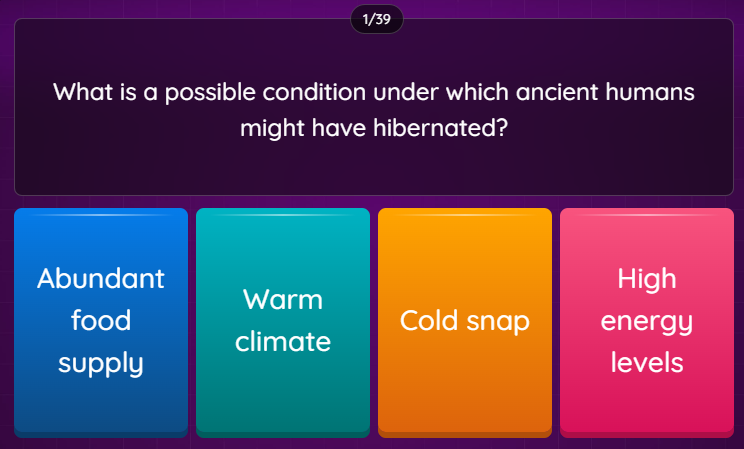 1/39
What is a possible condition under which ancient humans
might have hibernated?
Abundant
food
supply
Warm
climate
Cold snap
High
energy
levels